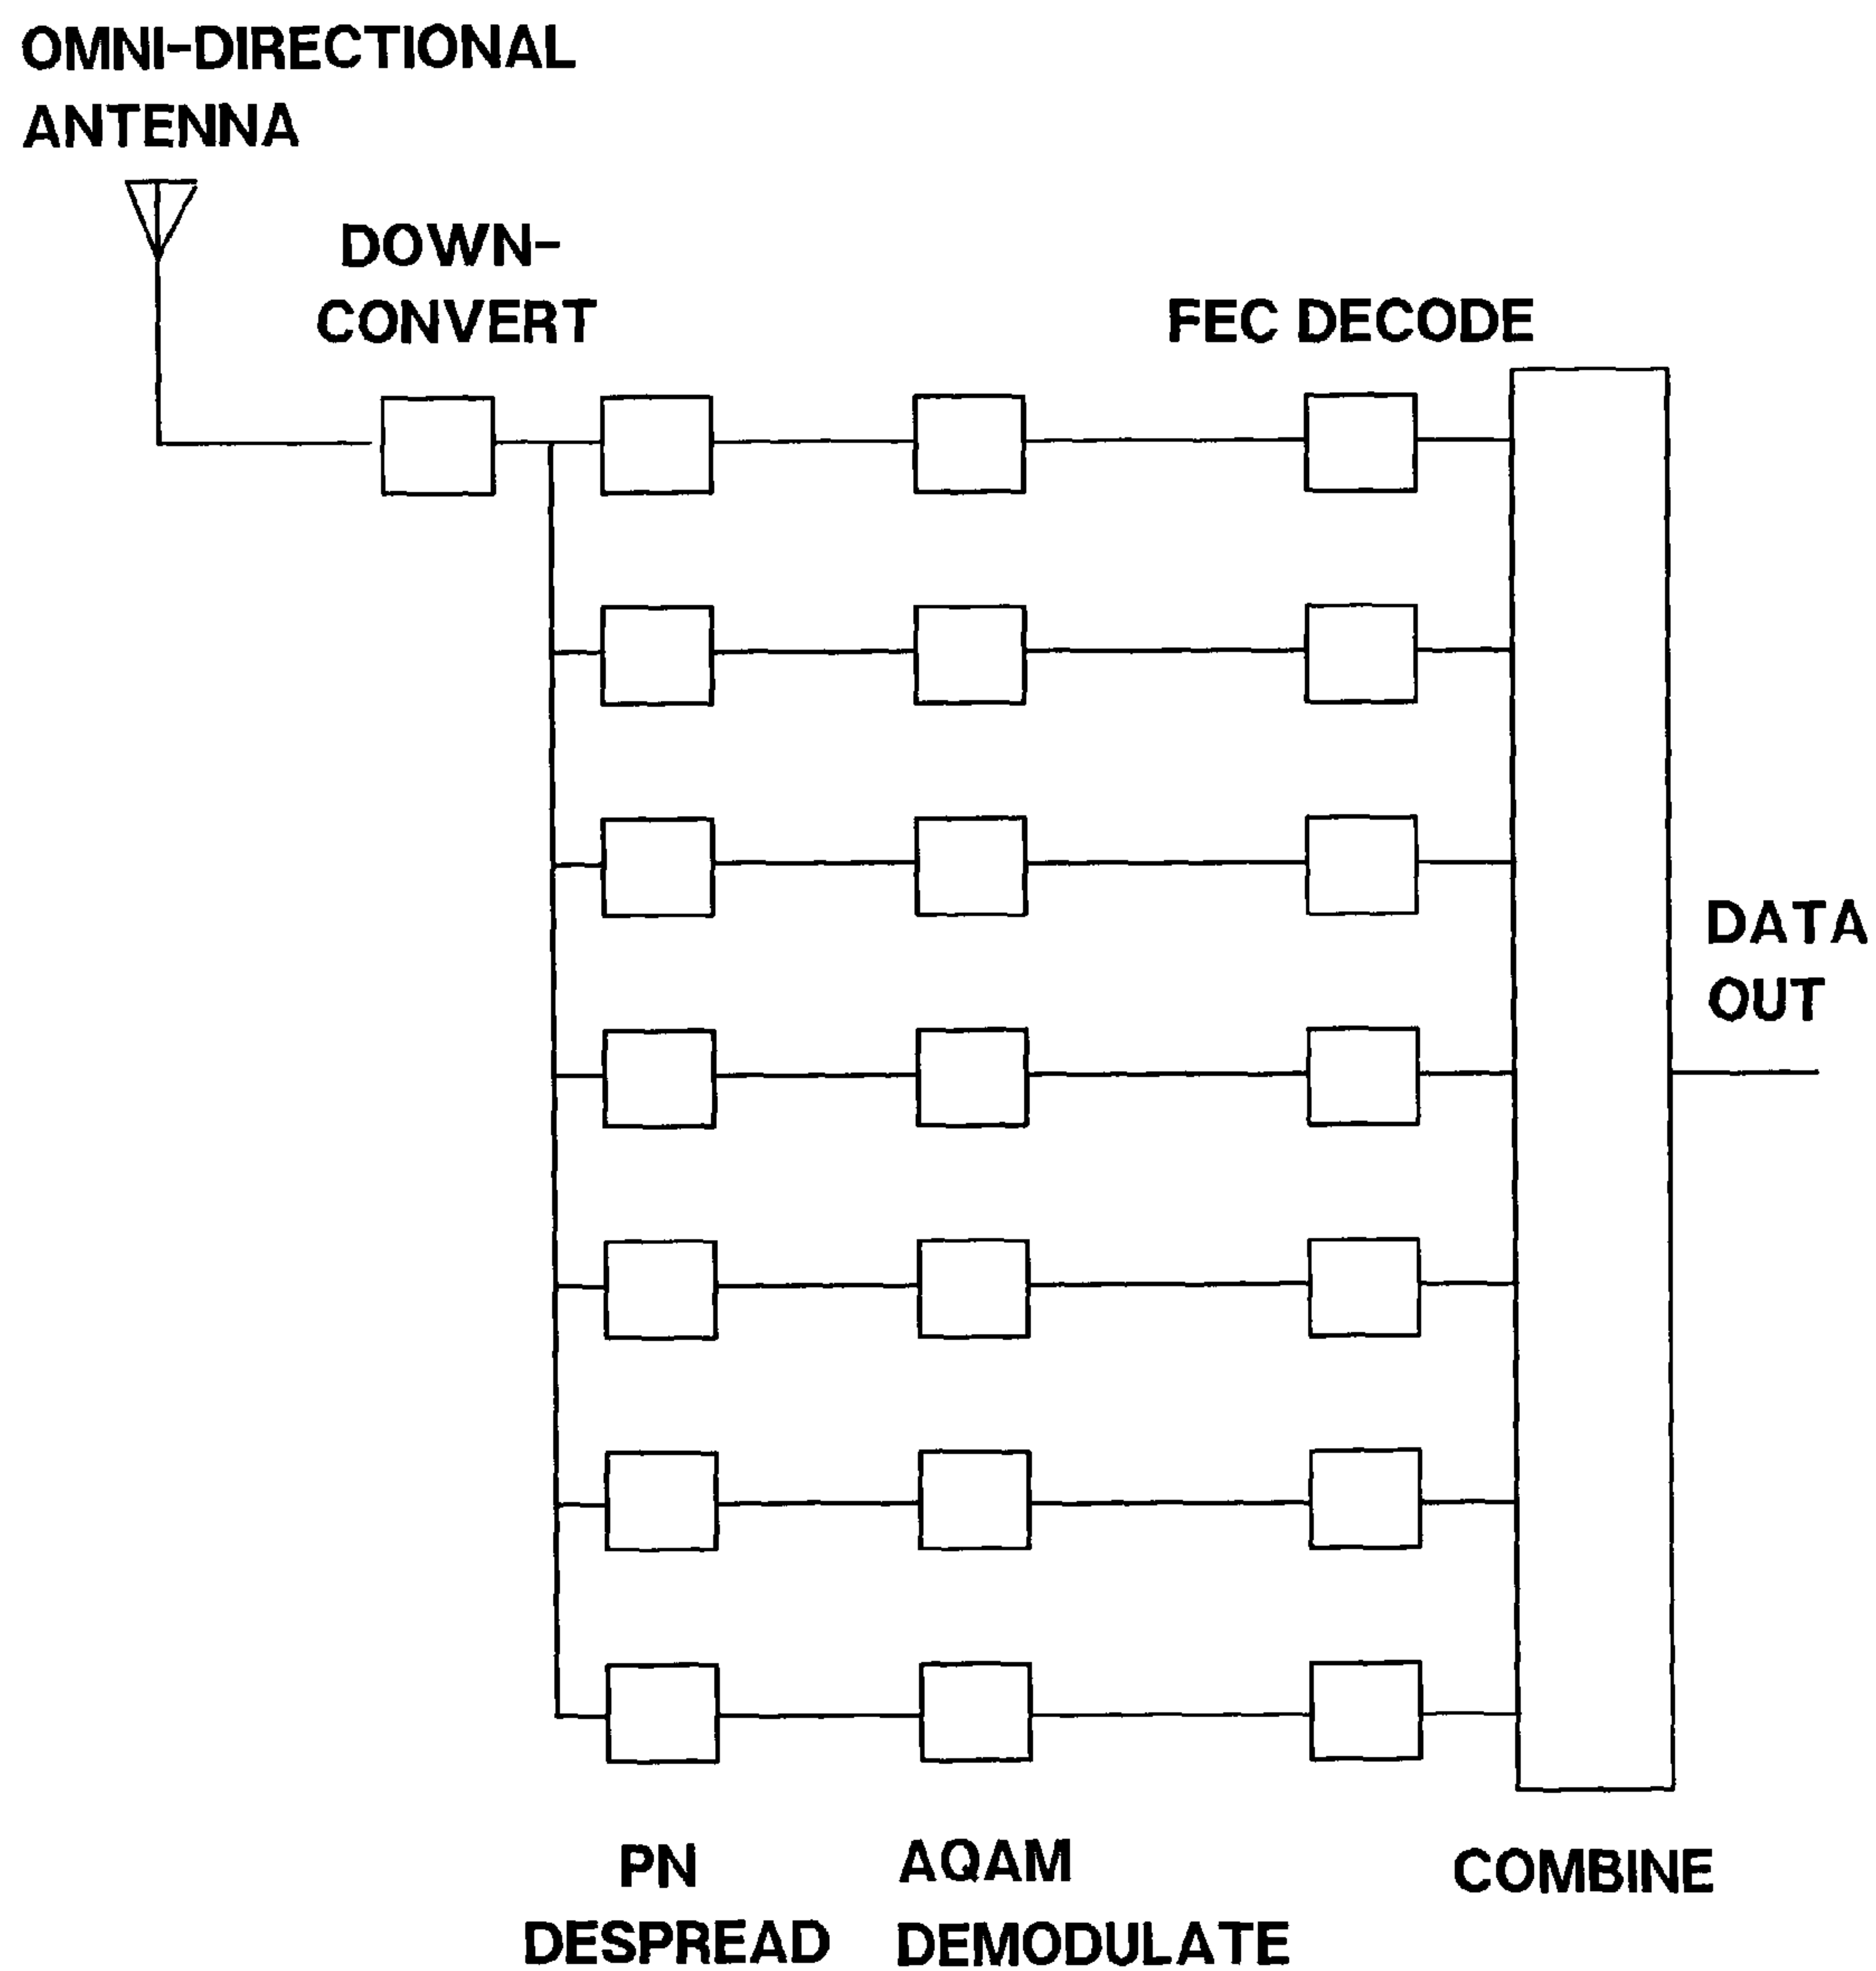 OMNI-DIRECTIONAL
ANTENNA
DOWN-
CONVERT
FEC DECODE
DATA
OUT
PN
DESPREAD
AQAM
DEMODULATE
COMBINE